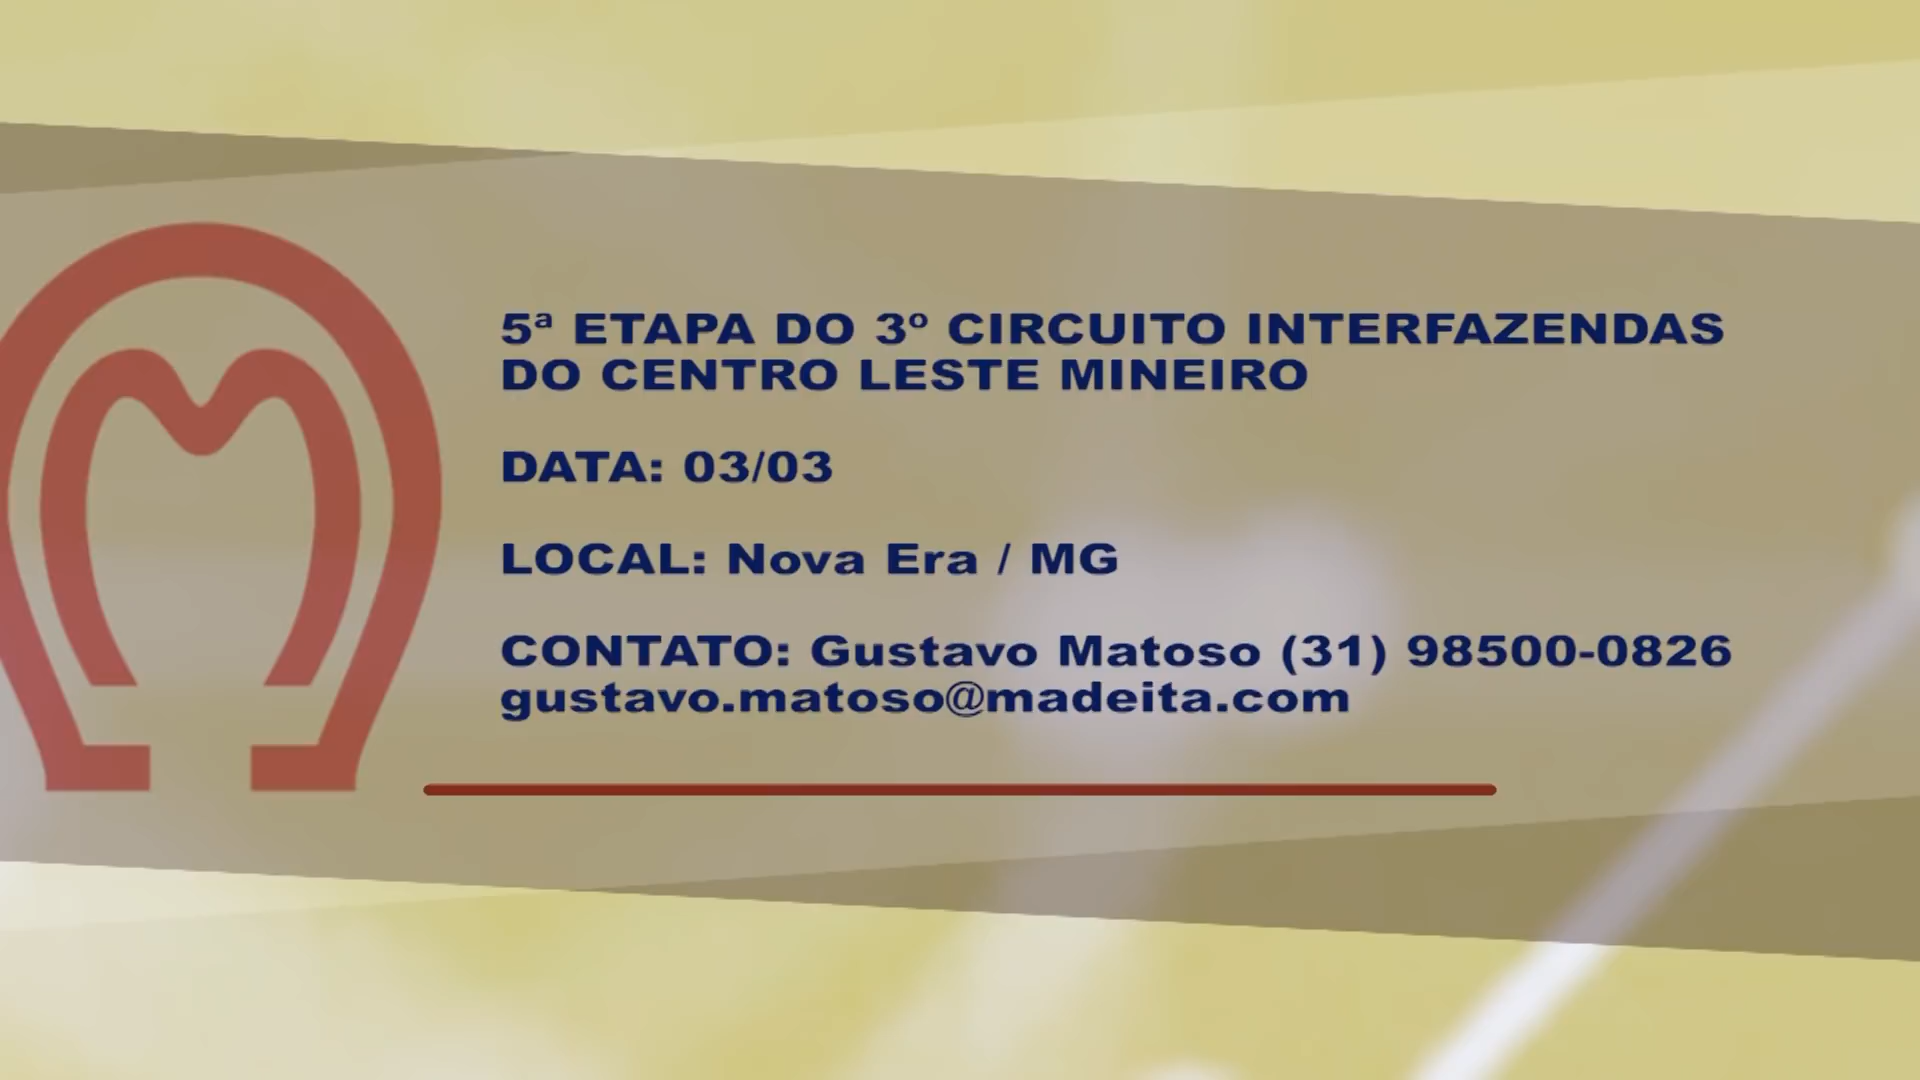 5ª ETAPA DO 3º CIRCUITO INTERFAZENDAS
DO CENTRO LESTE MINEIRO
DATA: 03/03
LOCAL: Nova Era / MG
CONTATO: Gustavo Matoso (31) 98500-0826
gustavo.matoso@madeita.com